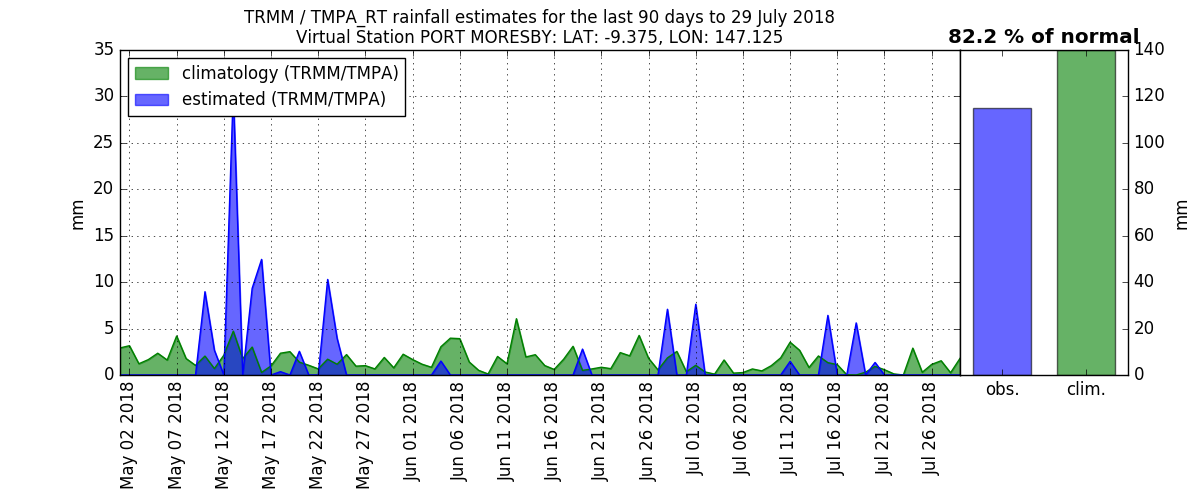 TRMM / TMPA_RT rainfall estimates for the last 90 days to 29 July 2018
Virtual Station PORT MORESBY: LAT: -9.375, LON: 147.125
82.2 % of normal
climatology (TRMM/TMPA)
estimated (TRMM/TMPA)
mm
35
30
25
20
15
10
5
0
May 02 2018
May 07 2018
May 12 2018
May 17 2018
May 22 2018
May 27 2018
Jun 01 2018
Jun 06 2018
Jun 11 2018
Jun 16 2018
Jun 21 2018
Jun 26 2018
Jul 01 2018
Jul 06 2018
Jul 11 2018
Jul 16 2018
Jul 21 2018
Jul 26 2018
obs.
clim.
140
120
100
80
60
40
20
0
mm